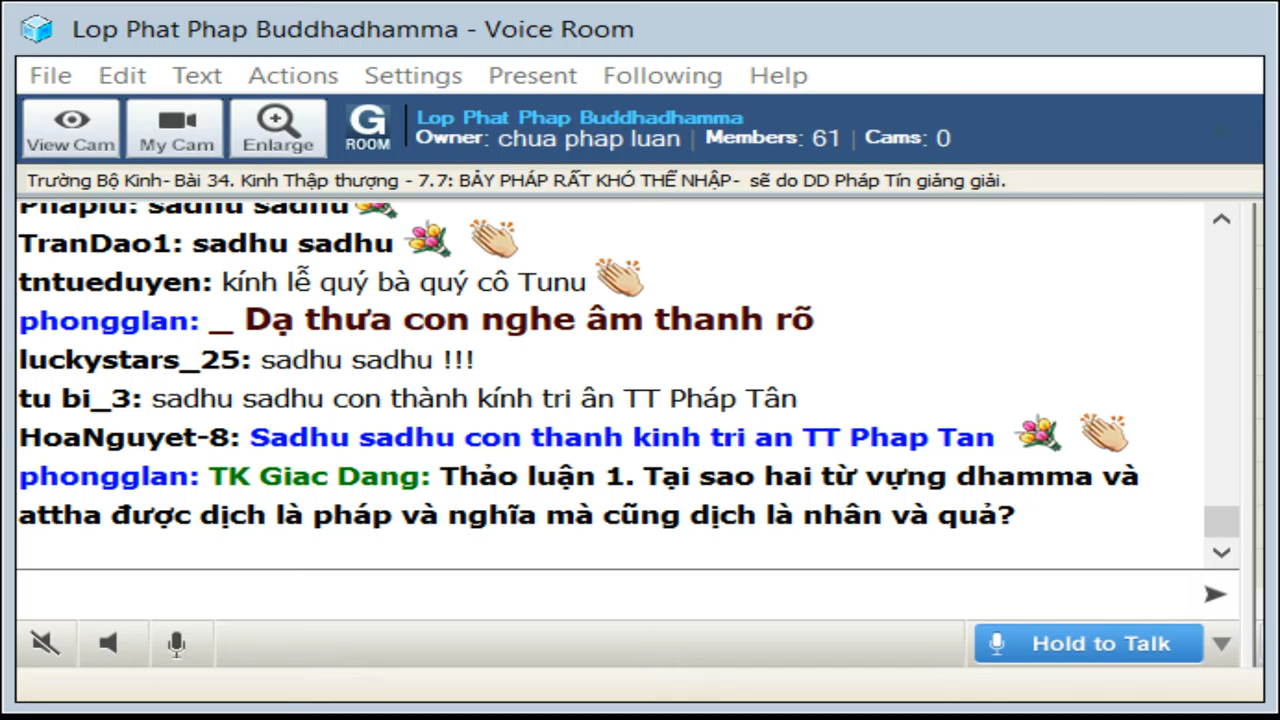 Lop Phat Phap Buddhadhamma - Voice Room
File Edit Text Actions Settings Present Following Help
View Cam My Cam Enlarge G ROOM Lop Phat Phap Buddhadhamma
Owner: chua phap luan | Members: 61 | Cams: 0
Trường Bộ Kinh- Bài 34. Kinh Thập thượng - 7.7: BẢY PHÁP RẤT KHÓ THỂ NHẬP- sẽ do DD Pháp Tín giảng giải.
Phaplu: sadhu sadhu
TranDao1: sadhu sadhu
tntueduyen: kính lễ quý bà quý cô Tunu
phongglan: _ Dạ thưa con nghe âm thanh rõ
luckystars_25: sadhu sadhu !!!
tu bi_3: sadhu sadhu con thành kính tri ân TT Pháp Tân
HoaNguyet-8: Sadhu sadhu con thanh kinh tri an TT Phap Tan
phongglan: TK Giac Dang: Thảo luận 1. Tại sao hai từ vựng dhamma và
attha được dịch là pháp và nghĩa mà cũng dịch là nhân và quả?
Hold to Talk